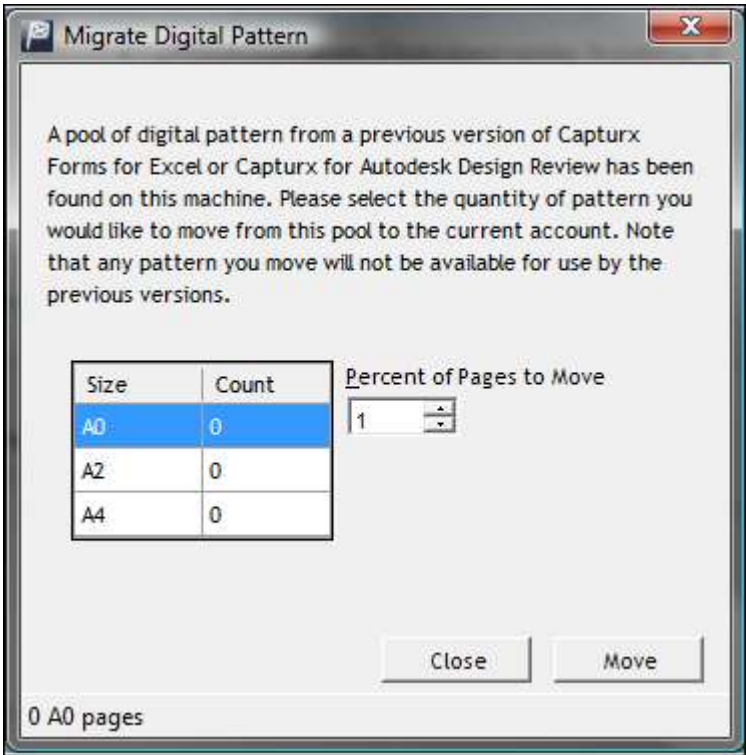 Migrate Digital Pattern
A pool of digital pattern from a previous version of Capturx
Forms for Excel or Capturx for Autodesk Design Review has been
found on this machine. Please select the quantity of pattern you
would like to move from this pool to the current account. Note
that any pattern you move will not be available for use by the
previous versions.
Size Count
Percent of Pages to Move
A0 0
1
A2 0
A4 0
Close Move
0 A0 pages